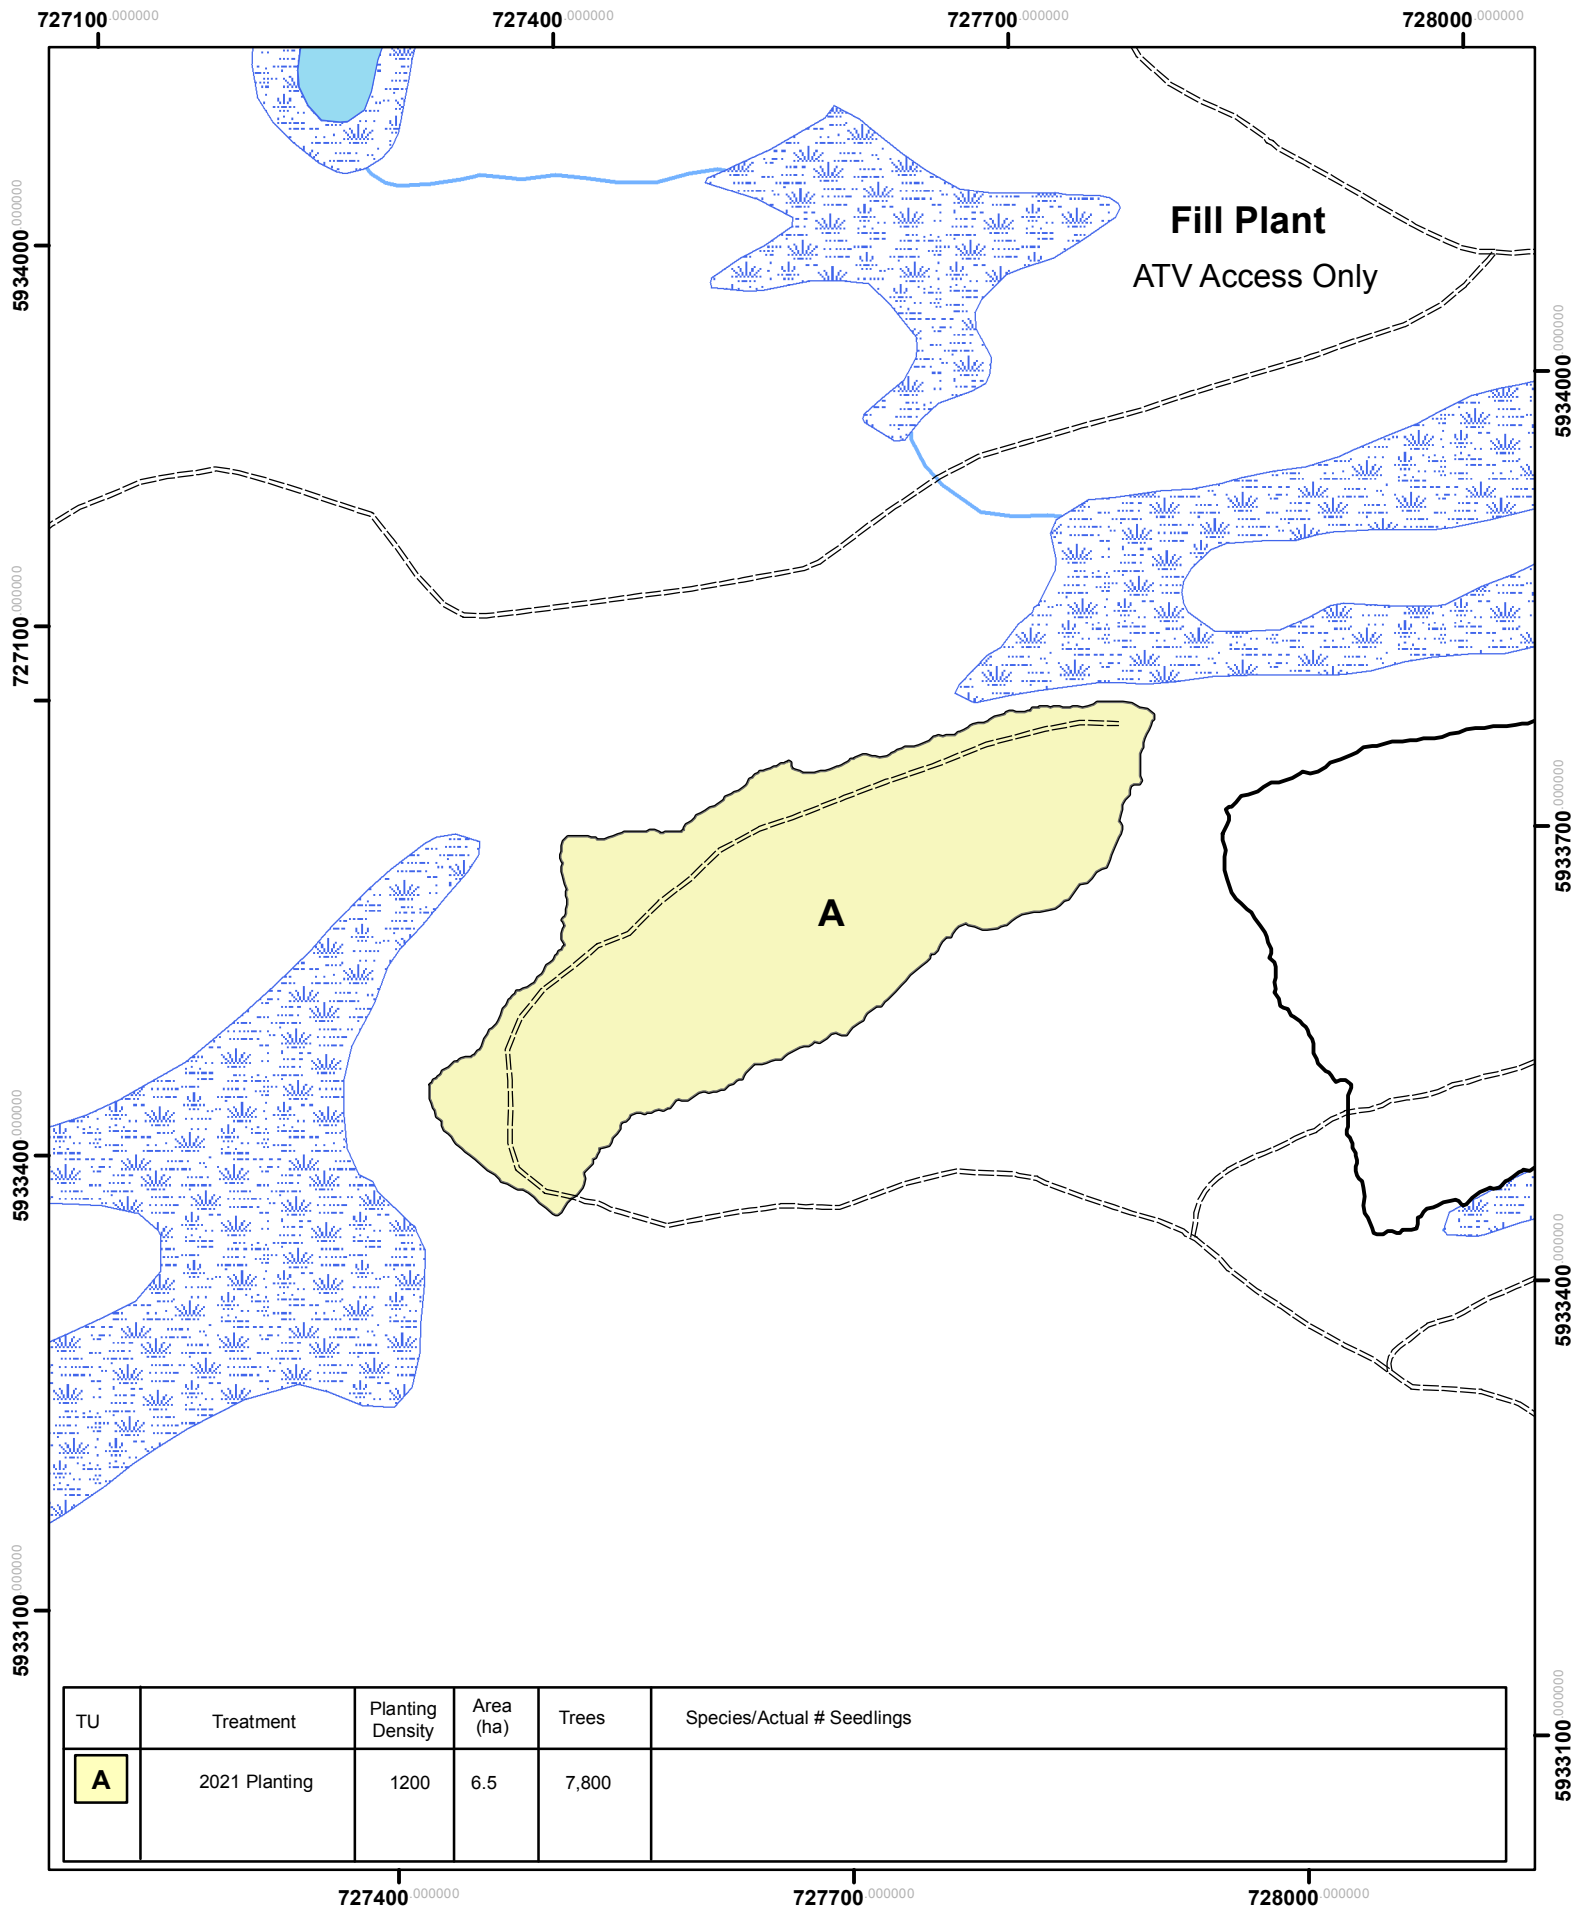 727100.000000 727400.000000 727700.000000 728000.000000
5934000.000000
Fill Plant
ATV Access Only
5934000.000000
727100.000000
5933700.000000
A
5933400.000000
5933400.000000
5933100.000000
5933100.000000
TU Treatment Planting Density Area (ha) Trees Species/Actual # Seedlings
A 2021 Planting 1200 6.5 7,800
727400.000000 727700.000000 728000.000000